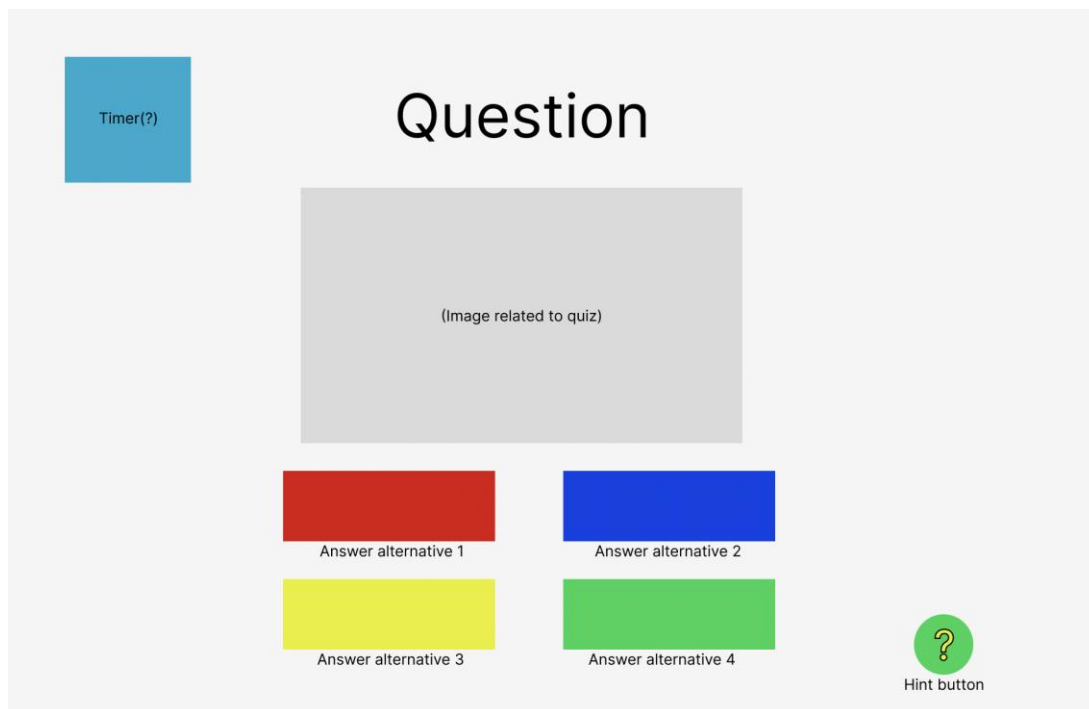 Timer(?)
Question
(Image related to quiz)
Answer alternative 1
Answer alternative 2
Answer alternative 3
Answer alternative 4
?
Hint button